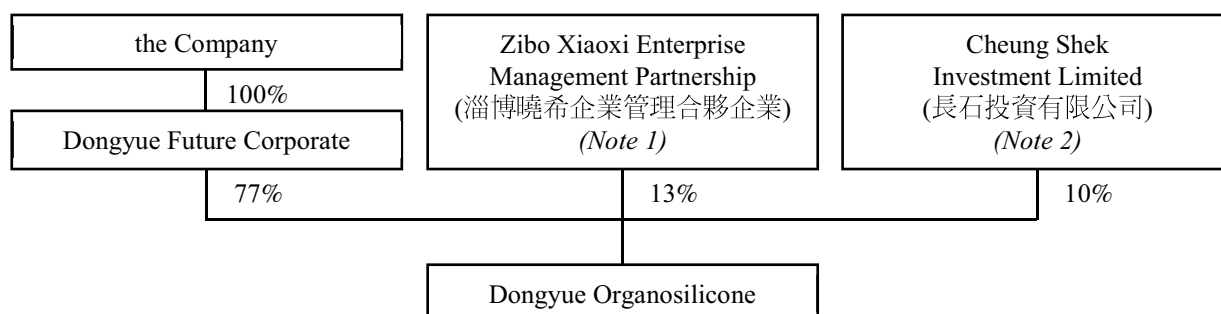 the Company
100%
Dongyue Future Corporate
77%
Zibo Xiaoxi Enterprise
Management Partnership
(淄博曉希企業管理合夥企業)
(Note 1)
13%
Cheung Shek
Investment Limited
(長石投資有限公司)
(Note 2)
10%
Dongyue Organosilicone